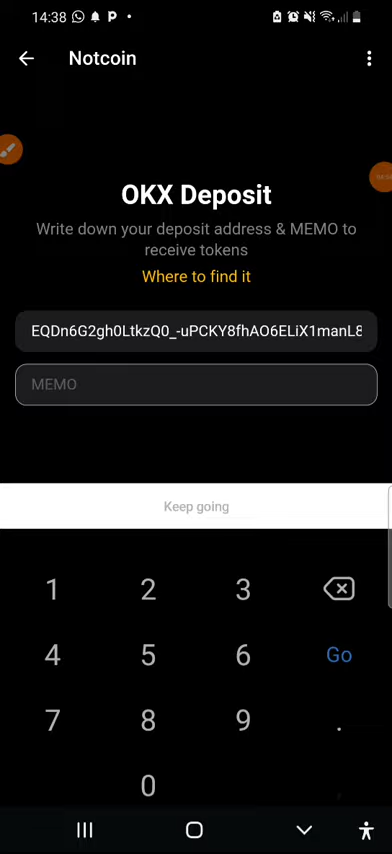 14:38
Notcoin
OKX Deposit
Write down your deposit address & MEMO to
receive tokens
Where to find it
EQDn6G2gh0LtkzQ0_-uPCKY8fhAO6ELiX1manL8
MEMO
Keep going
1 2 3
4 5 6 Go
7 8 9 .
0 ,